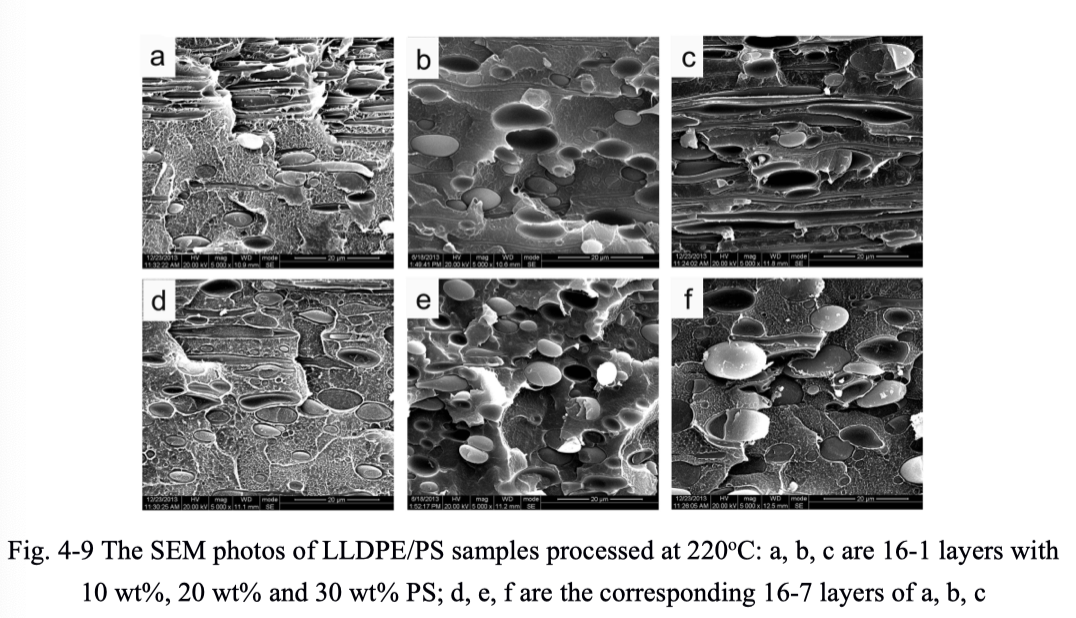 a
b
c
12/23/2013 HV mag WD mode 20 µm
11:32:22 AM 20.00 kV 5 000 x 10.9 mm SE
6/18/2013 HV mag WD mode 20 µm
1:49:41 PM 20.00 kV 5 000 x 10.6 mm SE
12/23/2013 HV mag WD mode 20 µm
11:24:02 AM 20.00 kV 5 000 x 11.9 mm SE
d
e
f
12/23/2013 HV mag WD mode 20 µm
11:30:25 AM 20.00 kV 5 000 x 11.1 mm SE
6/18/2013 HV mag WD mode 20 µm
1:52:17 PM 20.00 kV 5 000 x 11.2 mm SE
12/23/2013 HV mag WD mode 20 µm
11:26:05 AM 20.00 kV 5 000 x 12.5 mm SE
Fig. 4-9 The SEM photos of LLDPE/PS samples processed at 220°C: a, b, c are 16-1 layers with
10 wt%, 20 wt% and 30 wt% PS; d, e, f are the corresponding 16-7 layers of a, b, c